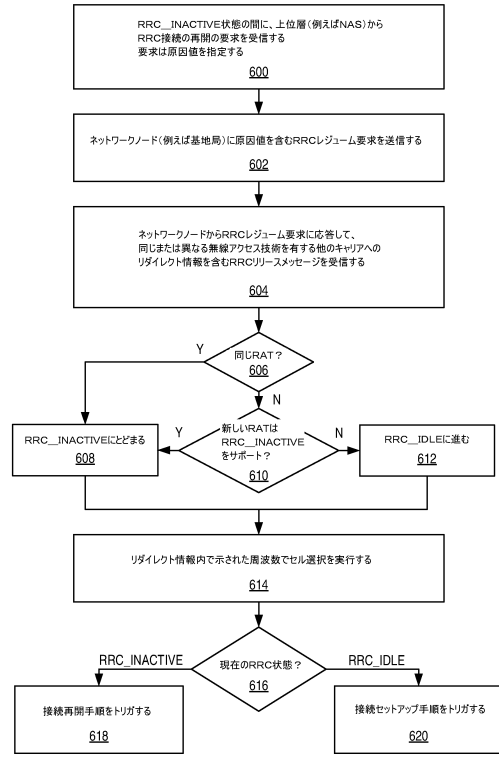 RRC_INACTIVE状態の間に、上位層(例えばNAS)から
RRC接続の再開の要求を受信する
要求は原因値を指定する
600
ネットワークノード(例えば基地局)に原因値を含むRRCレジューム要求を送信する
602
ネットワークノードからRRCレジューム要求に応答して、
同じまたは異なる無線アクセス技術を有する他のキャリアへの
リダイレクト情報を含むRRCリリースメッセージを受信する
604
Y
同じRAT?
606
N
Y
新しいRATは
RRC_INACTIVE
をサポート?
610
N
RRC_INACTIVEにとどまる
608
RRC_IDLEに進む
612
リダイレクト情報内で示された周波数でセル選択を実行する
614
RRC_INACTIVE
現在のRRC状態?
616
RRC_IDLE
接続再開手順をトリガする
618
接続セットアップ手順をトリガする
620